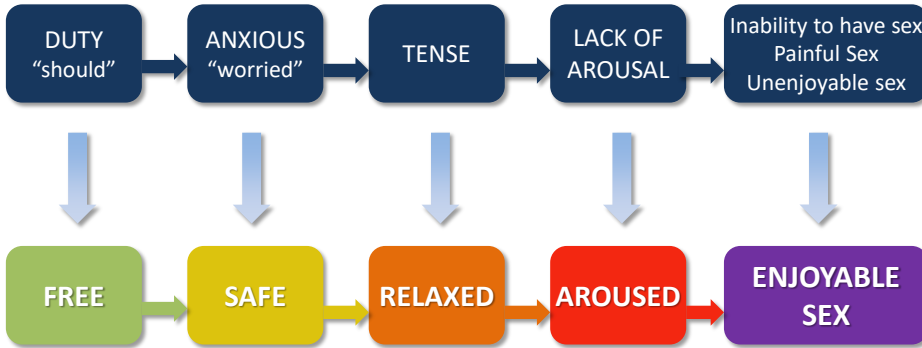 DUTY
“should”
ANXIOUS
“worried”
TENSE
LACK OF
AROUSAL
Inability to have sex
Painful Sex
Unenjoyable sex
FREE
SAFE
RELAXED
AROUSED
ENJOYABLE
SEX